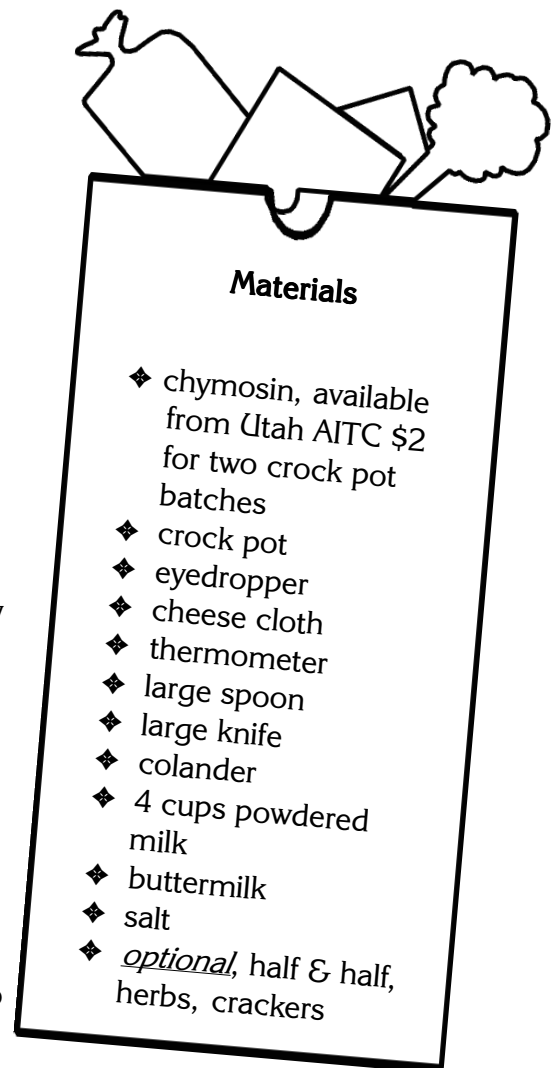 Materials
❖ chymosin, available
from Utah AITC $2
for two crock pot
batches
❖ crock pot
❖ eyedropper
❖ cheese cloth
❖ thermometer
❖ large spoon
❖ large knife
❖ colander
❖ 4 cups powdered
milk
❖ buttermilk
❖ salt
❖ optional, half & half,
herbs, crackers